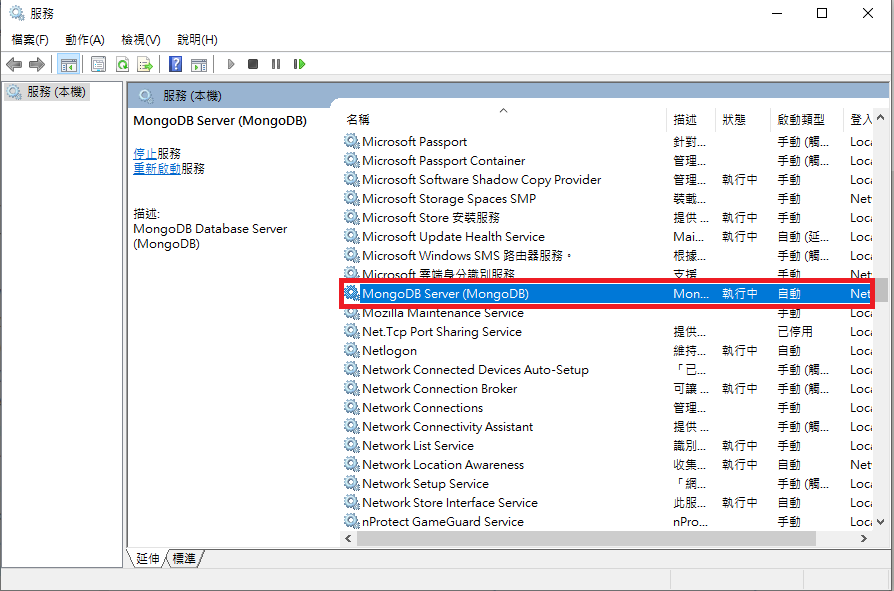 服務
檔案(F) 動作(A) 檢視(V) 說明(H)
服務 (本機)
服務 (本機)
MongoDB Server (MongoDB)
停止服務
重新啟動服務
描述:
MongoDB Database Server
(MongoDB)
名稱 描述 狀態 啟動類型 登入
Microsoft Passport 針對... 手動 (觸... Loca
Microsoft Passport Container 管理... 手動 (觸... Loca
Microsoft Software Shadow Copy Provider 管理... 執行中 手動 Loca
Microsoft Storage Spaces SMP 裝載... 手動 Net
Microsoft Store 安裝服務 提供 ... 執行中 手動 Loca
Microsoft Update Health Service Mai... 執行中 自動 (延... Loca
Microsoft Windows SMS 路由器服務。 根據... 手動 (觸... Loca
Microsoft 雲端身分識別服務 支援 手動 Net
MongoDB Server (MongoDB) Mon... 執行中 自動 Net
Mozilla Maintenance Service 手動 Loca
Net.Tcp Port Sharing Service 提供... 已停用 Loca
Netlogon 維持... 執行中 自動 Loca
Network Connected Devices Auto-Setup 「已... 手動 (觸... Loca
Network Connection Broker 可讓 ... 執行中 手動 (觸... Loca
Network Connections 管理... 手動 Loca
Network Connectivity Assistant 提供 ... 手動 (觸... Loca
Network List Service 識別... 執行中 手動 Loca
Network Location Awareness 收集... 執行中 自動 Net
Network Setup Service 「網... 手動 (觸... Loca
Network Store Interface Service 此服... 執行中 自動 Loca
nProtect GameGuard Service nPro... 手動 Loca
延伸 標準